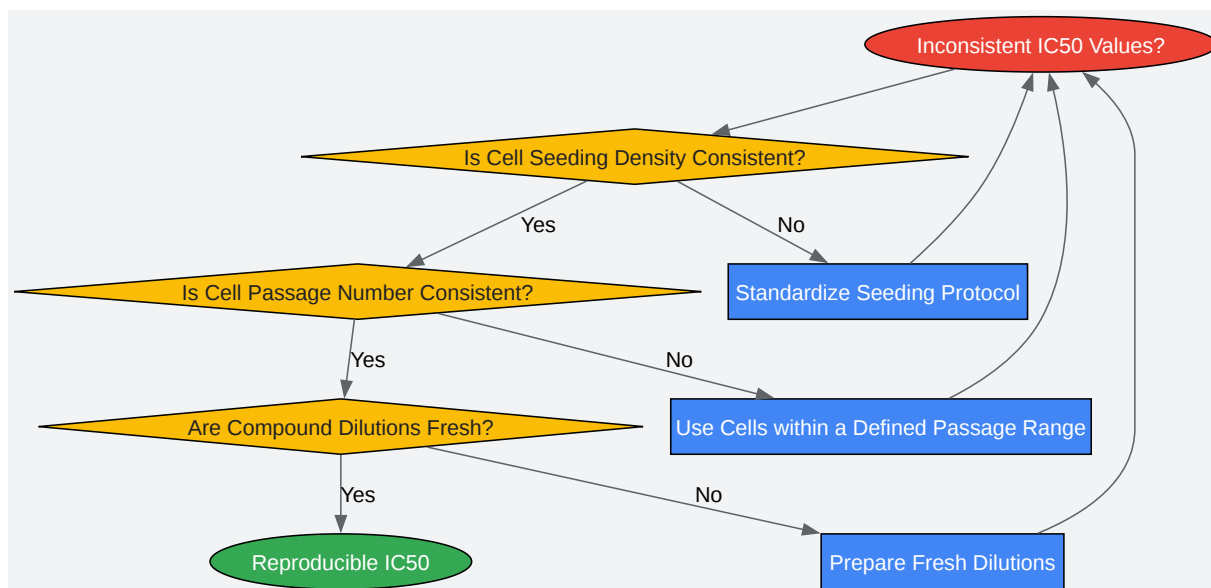 Inconsistent IC50 Values?
Is Cell Seeding Density Consistent?
Yes
No
Is Cell Passage Number Consistent?
Standardize Seeding Protocol
Yes
No
Are Compound Dilutions Fresh?
Use Cells within a Defined Passage Range
Yes
No
Reproducible IC50
Prepare Fresh Dilutions